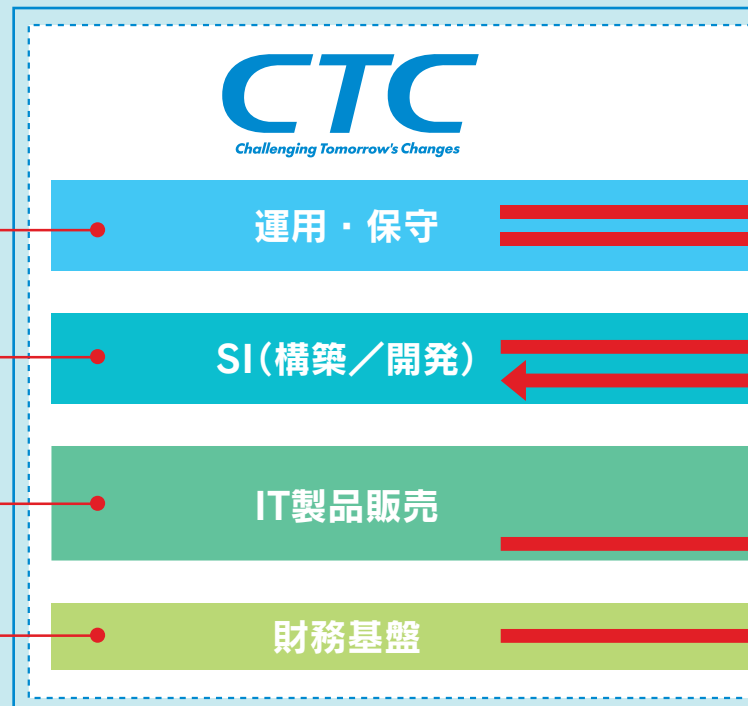 CTC
Challenging Tomorrow's Changes
運用・保守
SI(構築／開発)
IT製品販売
財務基盤